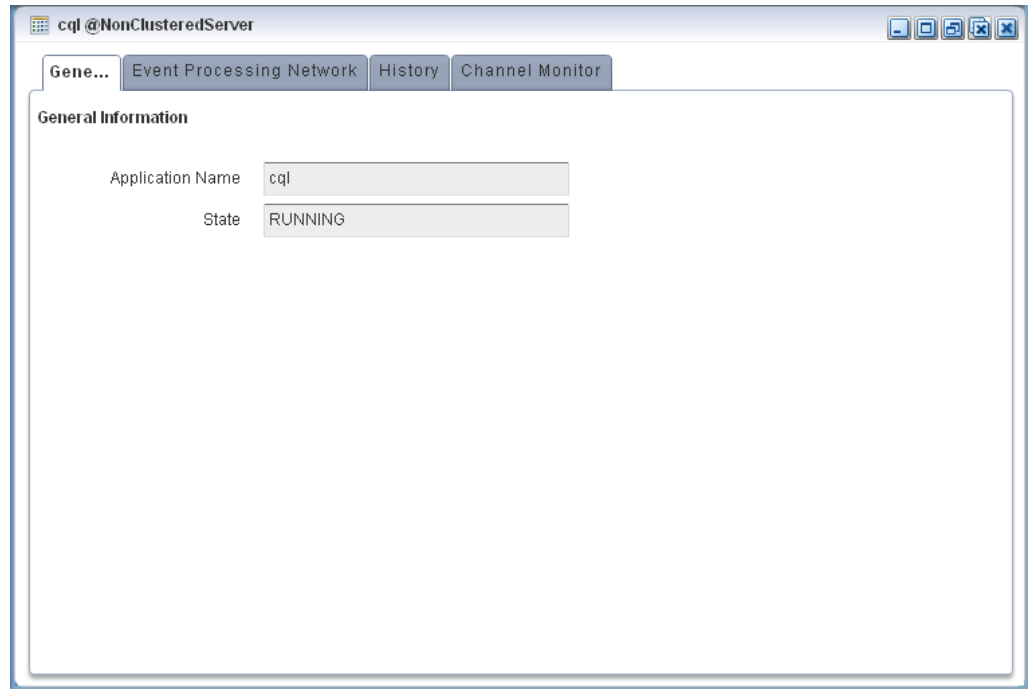 cql @NonClusteredServer
Gene... Event Processing Network History Channel Monitor
General Information
Application Name cql
State RUNNING